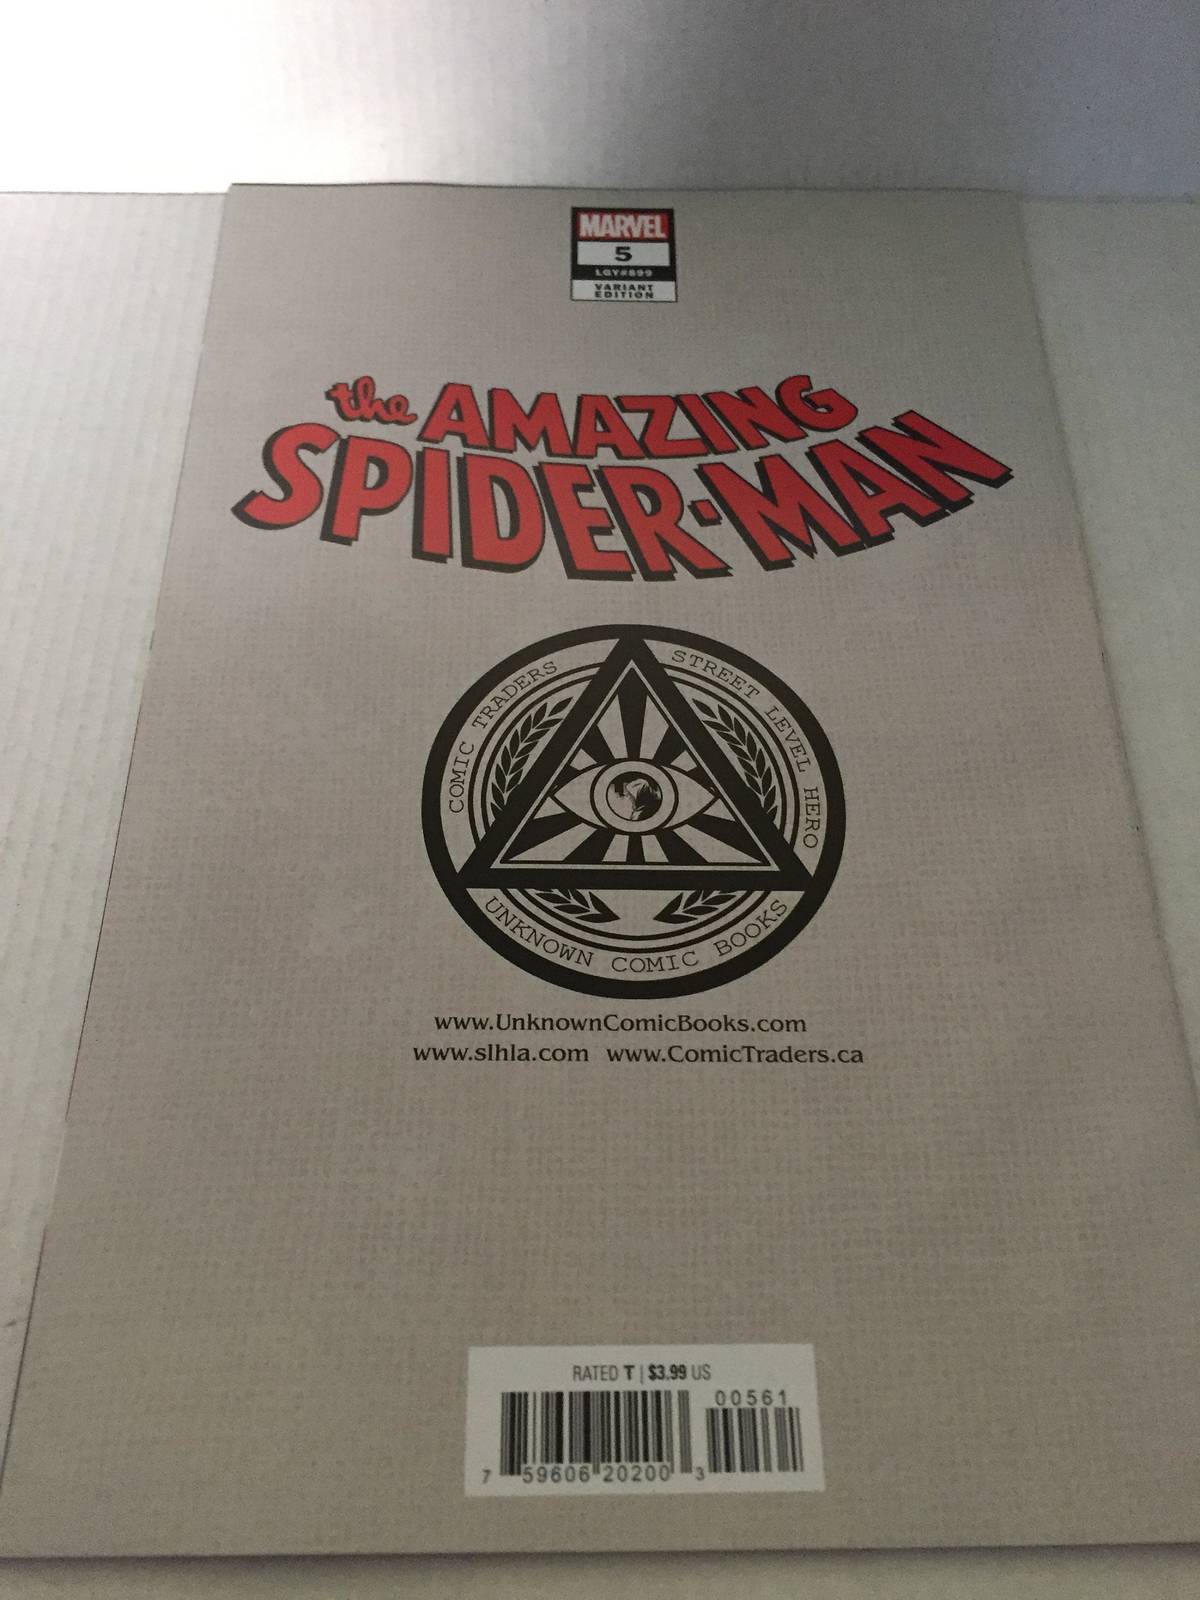 MARVEL
5
LGY#899
VARIANT
EDITION
the AMAZING
SPIDER-MAN
COMIC TRADERS
STREET LEVEL HERO
UNKNOWN COMIC BOOKS
www.UnknownComicBooks.com
www.slhla.com www.ComicTraders.ca
RATED T | $3.99 US
00561
7 59606 20200 3